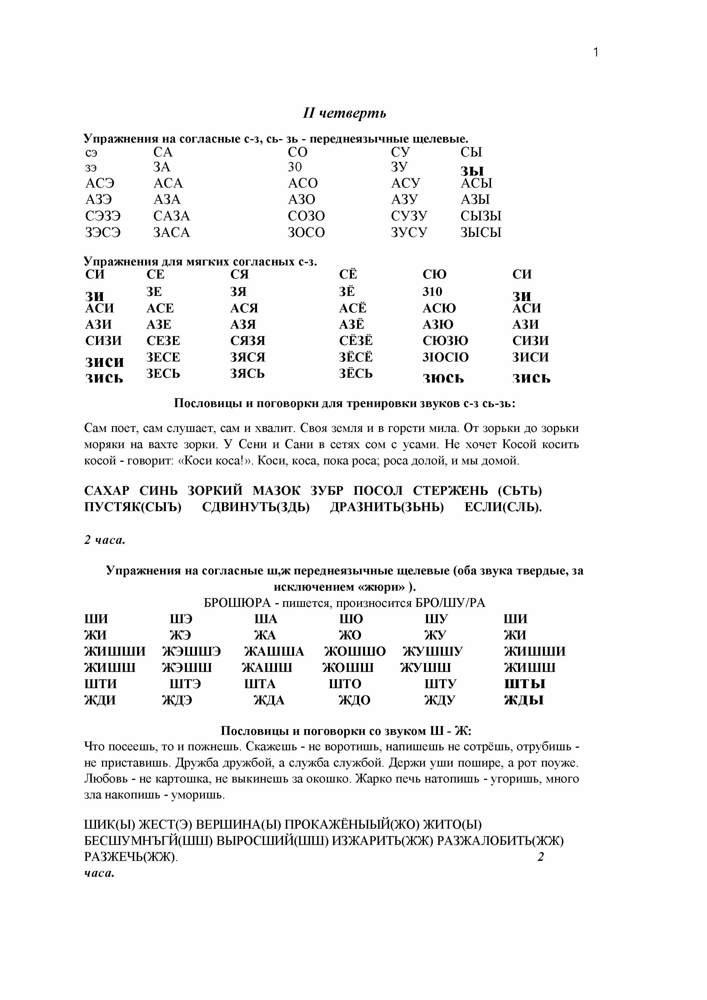 1
II четверть
Упражнения на согласные с-з, сь- зь - переднеязычные щелевые.
сэ СА СО СУ СЫ
зэ ЗА 30 ЗУ зы
АСЭ АСА АСО АСУ АСЫ
АЗЭ АЗА АЗО АЗУ АЗЫ
СЭЗЭ САЗА СОЗО СУЗУ СЫЗЫ
ЗЭСЭ ЗАСА ЗОСО ЗУСУ ЗЫСЫ
Упражнения для мягких согласных с-з.
СИ СЕ СЯ СЁ СЮ СИ
зи ЗЕ ЗЯ ЗЁ 310 зи
АСИ АСЕ АСЯ АСЁ АСЮ АСИ
АЗИ АЗЕ АЗЯ АЗЁ АЗЮ АЗИ
СИЗИ СЕЗЕ СЯЗЯ СЁЗЁ СЮЗЮ СИЗИ
зиси ЗЕСЕ ЗЯСЯ ЗЁСЁ 3IOCIO ЗИСИ
зись ЗЕСЬ ЗЯСЬ ЗЁСЬ зюсь зись
Пословицы и поговорки для тренировки звуков с-з сь-зь:
Сам поет, сам слушает, сам и хвалит. Своя земля и в горсти мила. От зорьки до зорьки
моряки на вахте зорки. У Сени и Сани в сетях сом с усами. Не хочет Косой косить
косой - говорит: «Коси коса!». Коси, коса, пока роса; роса долой, и мы домой.
САХАР СИНЬ ЗОРКИЙ МАЗОК ЗУБР ПОСОЛ СТЕРЖЕНЬ (СЬТЬ)
ПУСТЯК(СЫЪ) СДВИНУТЬ(ЗДЬ) ДРАЗНИТЬ(ЗЬНЬ) ЕСЛИ(СЛЬ).
2 часа.
Упражнения на согласные ш,ж переднеязычные щелевые (оба звука твердые, за
исключением «жюри» ).
БРОШЮРА - пишется, произносится БРО/ШУ/РА
ШИ ШЭ ША ШО ШУ ШИ
ЖИ ЖЭ ЖА ЖО ЖУ ЖИ
ЖИШШИ ЖЭШШЭ ЖАШША ЖОШШО ЖУШШУ ЖИШШИ
ЖИШШ ЖЭШШ ЖАШШ ЖОШШ ЖУШШ ЖИШШ
ШТИ ШТЭ ШТА ШТО ШТУ шты
ЖДИ ЖДЭ ЖДА ЖДО ЖДУ жды
Пословицы и поговорки со звуком Ш - Ж:
Что посеешь, то и пожнешь. Скажешь - не воротишь, напишешь не сотрёшь, отрубишь -
не приставишь. Дружба дружбой, а служба службой. Держи уши пошире, а рот поуже.
Любовь - не картошка, не выкинешь за окошко. Жарко печь натопишь - угоришь, много
зла накопишь - уморишь.
ШИК(Ы) ЖЕСТ(Э) ВЕРШИНА(Ы) ПРОКАЖЁНЫЫЙ(ЖО) ЖИТО(Ы)
БЕСШУМНЪГЙ(ШШ) ВЫРОСШИЙ(ШШ) ИЗЖАРИТЬ(ЖЖ) РАЗЖАЛОБИТЬ(ЖЖ)
РАЗЖЕЧЬ(ЖЖ). 2
часа.